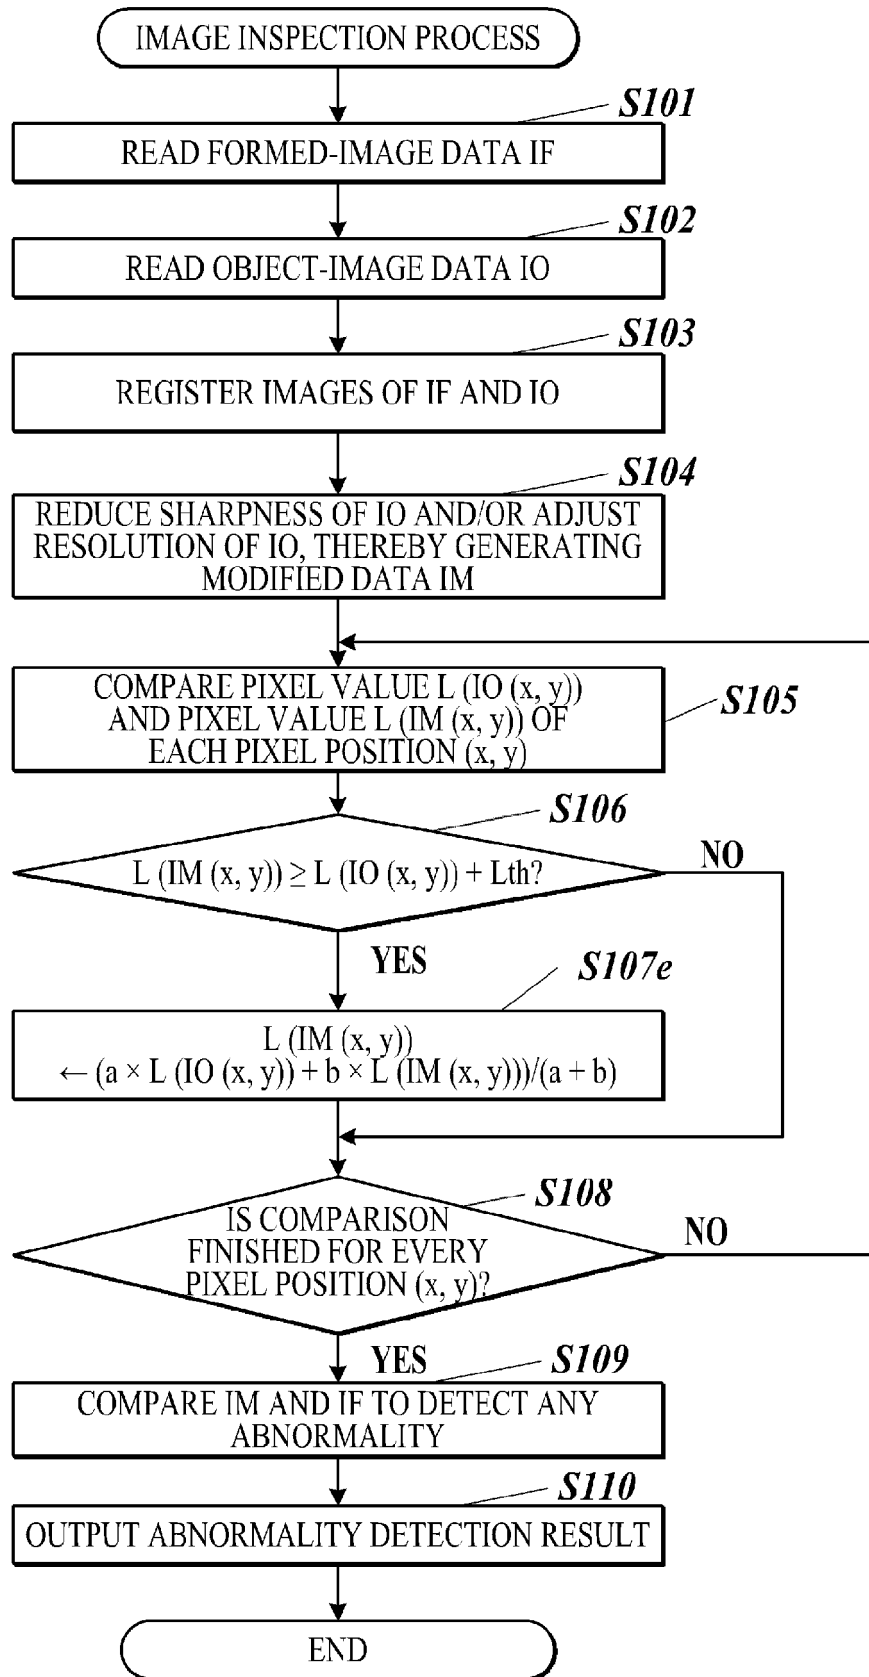 IMAGE INSPECTION PROCESS
S101
READ FORMED-IMAGE DATA IF
S102
READ OBJECT-IMAGE DATA IO
S103
REGISTER IMAGES OF IF AND IO
S104
REDUCE SHARPNESS OF IO AND/OR ADJUST
RESOLUTION OF IO, THEREBY GENERATING
MODIFIED DATA IM
COMPARE PIXEL VALUE L (IO (x, y))
AND PIXEL VALUE L (IM (x, y)) OF
EACH PIXEL POSITION (x, y)
S105
S106
L (IM (x, y)) ≥ L (IO (x, y)) + Lth?
NO
YES
S107e
L (IM (x, y))
← (a × L (IO (x, y)) + b × L (IM (x, y)))/(a + b)
S108
IS COMPARISON
FINISHED FOR EVERY
PIXEL POSITION (x, y)?
NO
YES
S109
COMPARE IM AND IF TO DETECT ANY
ABNORMALITY
S110
OUTPUT ABNORMALITY DETECTION RESULT
END